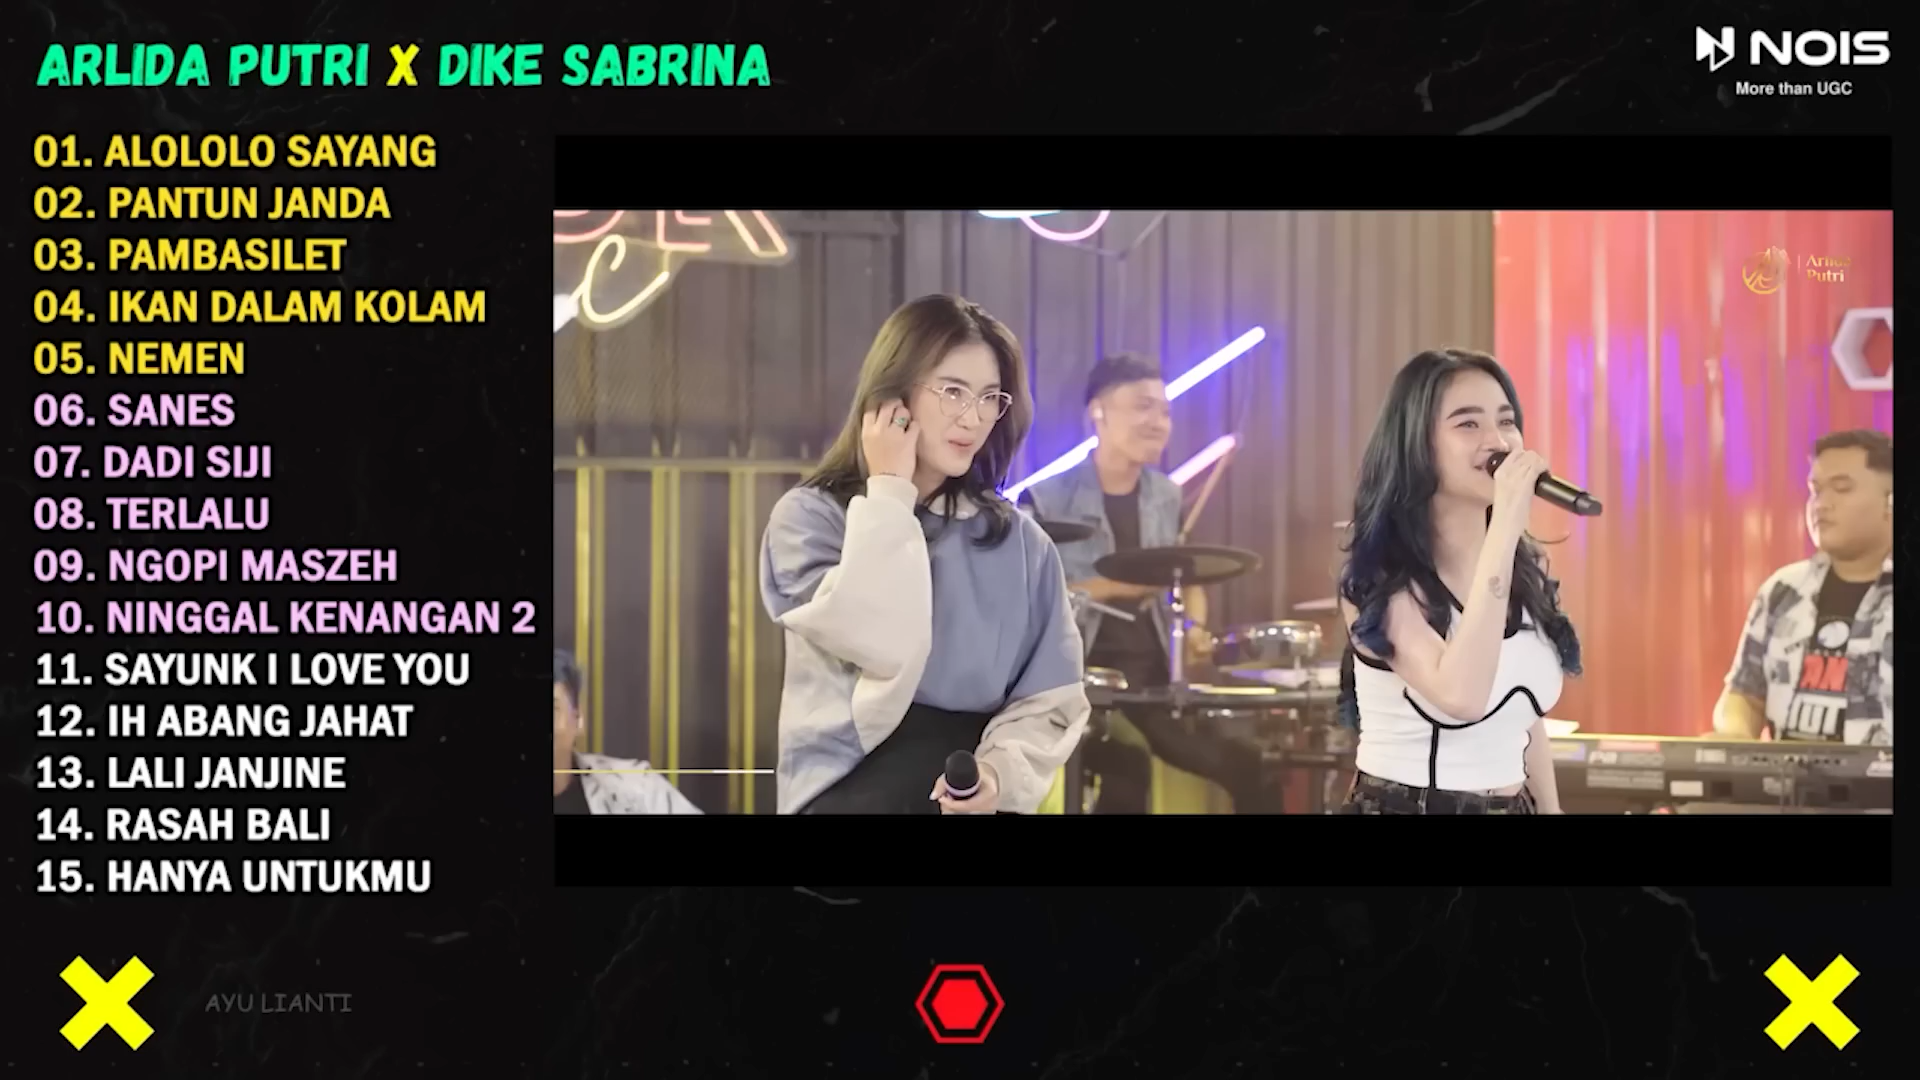 ARLIDA PUTRI X DIKE SABRINA
NOIS
More than UGC
01. ALOLOLO SAYANG
02. PANTUN JANDA
03. PAMBASILET
04. IKAN DALAM KOLAM
05. NEMEN
06. SANES
07. DADI SIJI
08. TERLALU
09. NGOPI MASZEH
10. NINGGAL KENANGAN 2
11. SAYUNK I LOVE YOU
12. IH ABANG JAHAT
13. LALI JANJINE
14. RASAH BALI
15. HANYA UNTUKMU
Arlida
Putri
AYU LIANTI